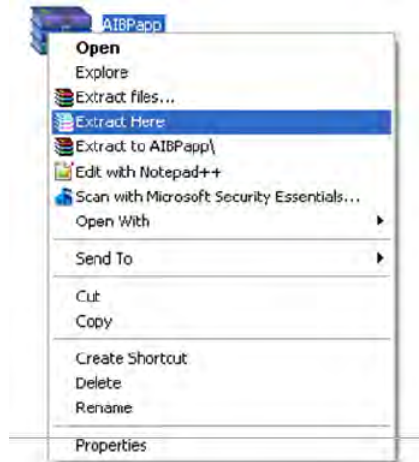 AIBPapp
Open
Explore
Extract files...
Extract Here
Extract to AIBPapp\
Edit with Notepad++
Scan with Microsoft Security Essentials...
Open With
Send To
Cut
Copy
Create Shortcut
Delete
Rename
Properties